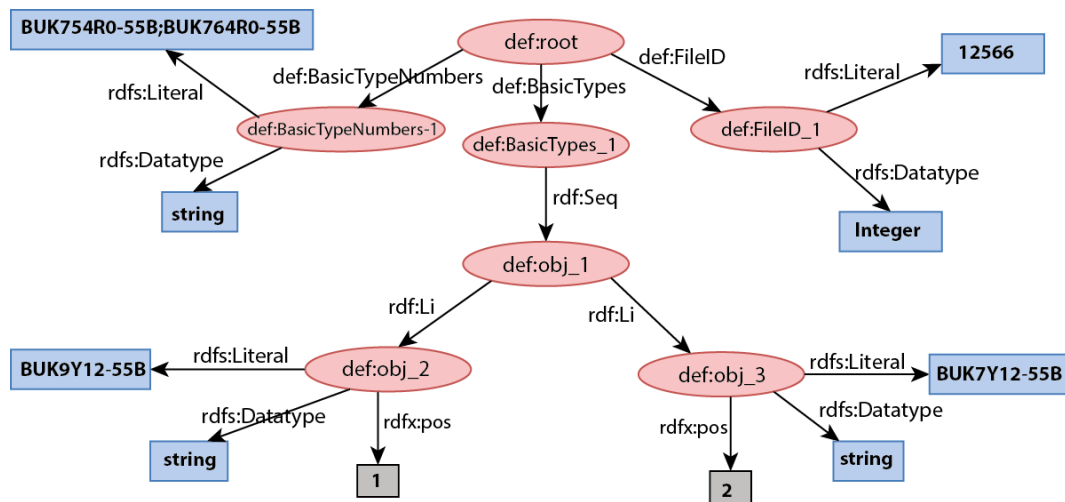 BUK754R0-55B;BUK764R0-55B
def:root
12566
def:BasicTypeNumbers
def:FileID
rdfs:Literal
def:BasicTypes
rdfs:Literal
def:BasicTypeNumbers-1
def:FileID_1
def:BasicTypes_1
rdfs:Datatype
rdfs:Datatype
rdf:Seq
string
Integer
def:obj_1
rdf:Li
rdf:Li
BUK9Y12-55B
rdfs:Literal
def:obj_2
def:obj_3
rdfs:Literal
BUK7Y12-55B
rdfs:Datatype
rdfx:pos
rdfx:pos
rdfs:Datatype
string
1
2
string